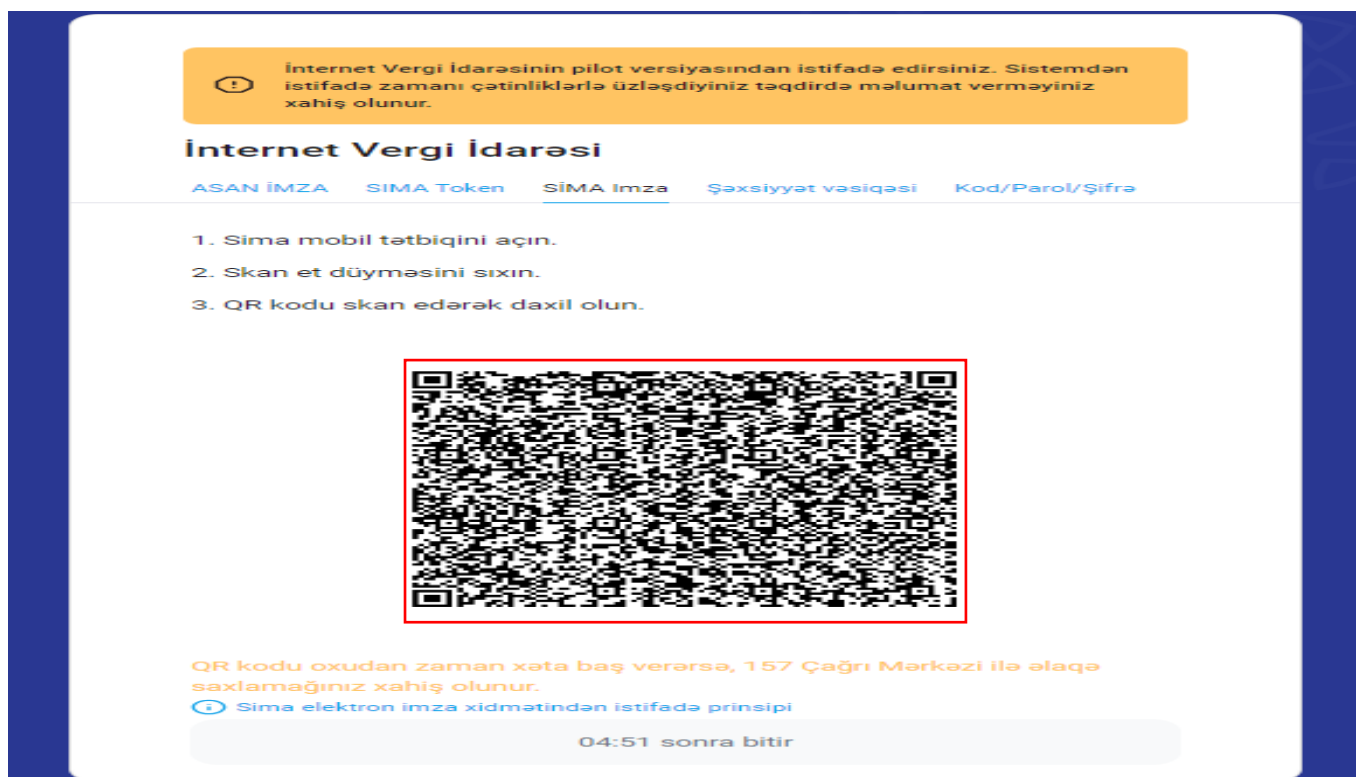 İnternet Vergi İdarəsinin pilot versiyasından istifadə edirsiniz. Sistemdən
istifadə zamanı çətinliklərlə üzləşdiyiniz təqdirdə məlumat verməyiniz
xahiş olunur.
İnternet Vergi İdarəsi
ASAN İMZA SIMA Token SİMA Imza Şəxsiyyət vəsiqəsi Kod/Parol/Şifrə
1. Sima mobil tətbiqini açın.
2. Skan et düyməsini sıxın.
3. QR kodu skan edərək daxil olun.
QR kodu oxudan zaman xəta baş verərsə, 157 Çağrı Mərkəzi ilə əlaqə
saxlamağınız xahiş olunur.
Sima elektron imza xidmətindən istifadə prinsipi
04:51 sonra bitir